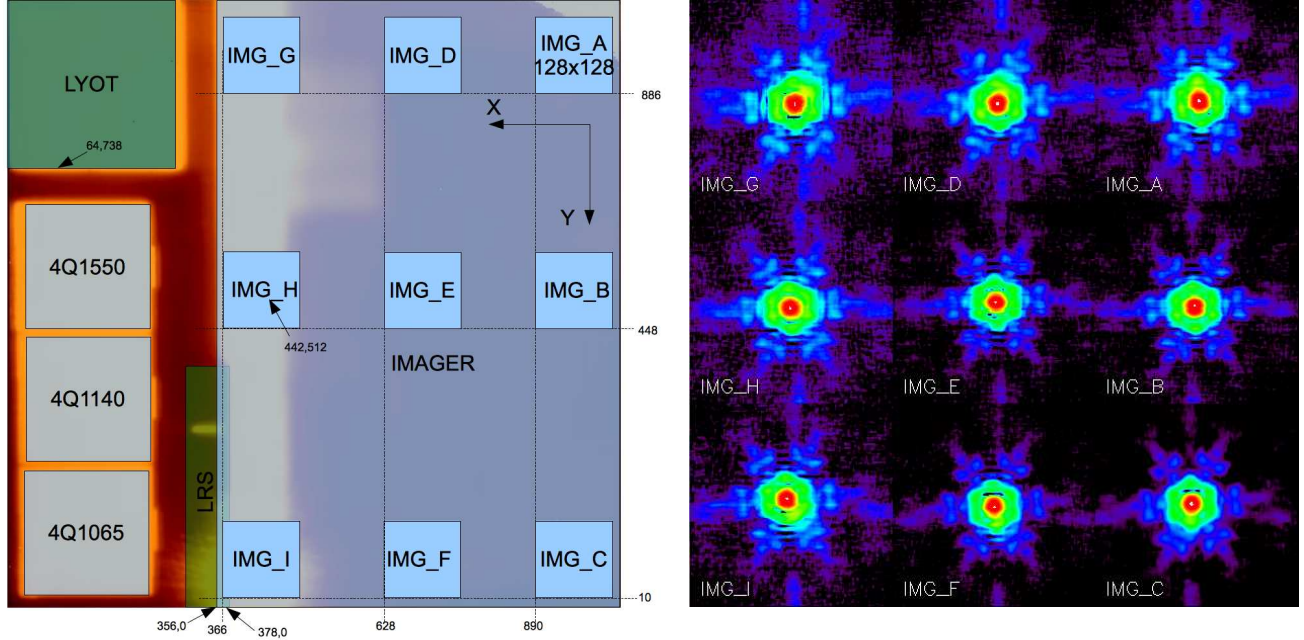 LYOT
64,738
4Q1550
4Q1140
4Q1065
LRS
IMG_G
IMG_D
IMG_A
128x128
886
X
Y
IMG_H
IMG_E
IMG_B
448
442,512
IMAGER
IMG_I
IMG_F
IMG_C
10
356,0
366
378,0
628
890
IMG_G
IMG_D
IMG_A
IMG_H
IMG_E
IMG_B
IMG_I
IMG_F
IMG_C